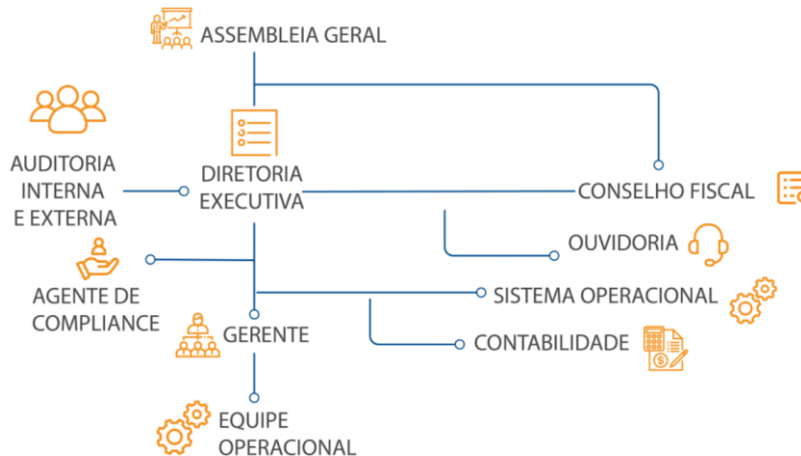 ASSEMBLEIA GERAL
AUDITORIA
INTERNA
E EXTERNA
DIRETORIA
EXECUTIVA
CONSELHO FISCAL
OUVIDORIA
AGENTE DE
COMPLIANCE
SISTEMA OPERACIONAL
GERENTE
CONTABILIDADE
EQUIPE
OPERACIONAL